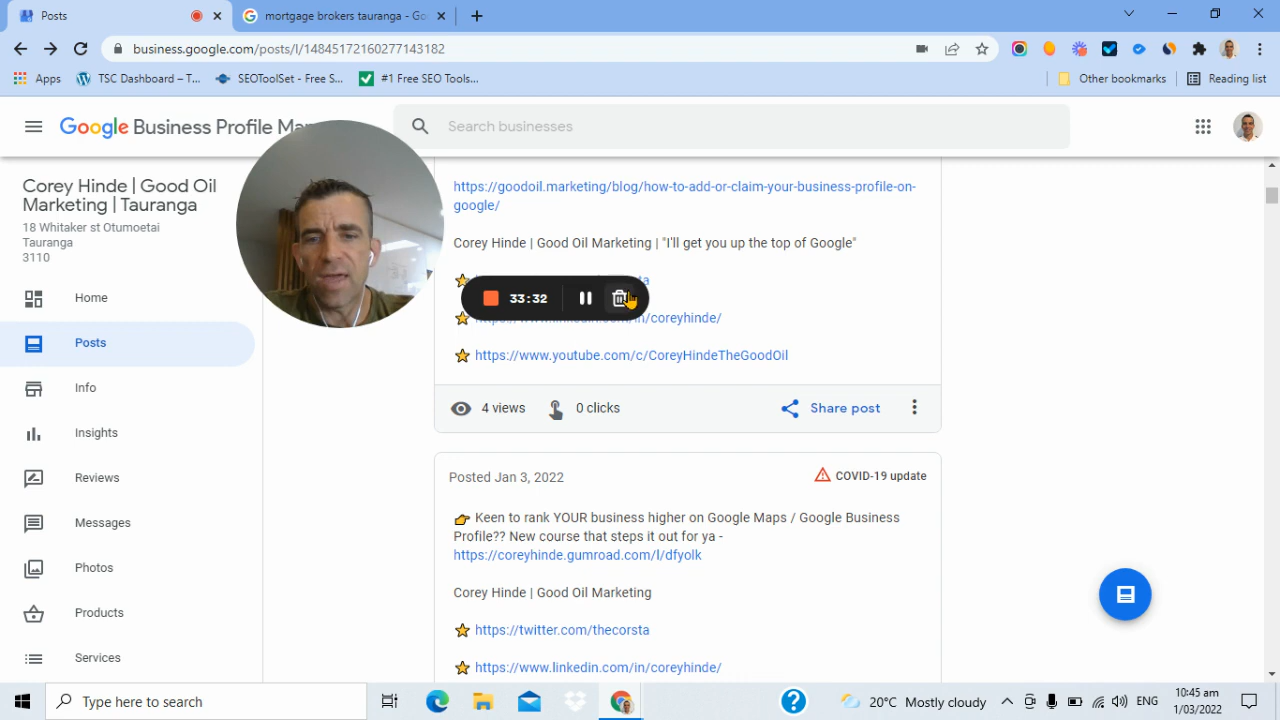 Posts
mortgage brokers tauranga - Go
business.google.com/posts/l/14845172160277143182
Apps
TSC Dashboard – T...
SEOToolSet - Free S...
#1 Free SEO Tools...
Other bookmarks
Reading list
Google Business Profile Man
Search businesses
Corey Hinde | Good Oil
Marketing | Tauranga
18 Whitaker st Otumoetai
Tauranga
3110
Home
Posts
Info
Insights
Reviews
Messages
Photos
Products
Services
https://goodoil.marketing/blog/how-to-add-or-claim-your-business-profile-on-
google/
Corey Hinde | Good Oil Marketing | "I'll get you up the top of Google"
33:32
https://www.linkedin.com/in/coreyhinde/
https://www.youtube.com/c/CoreyHindeTheGoodOil
4 views
0 clicks
Share post
Posted Jan 3, 2022
COVID-19 update
👉 Keen to rank YOUR business higher on Google Maps / Google Business
Profile?? New course that steps it out for ya -
https://coreyhinde.gumroad.com/l/dfyolk
Corey Hinde | Good Oil Marketing
⭐ https://twitter.com/thecorsta
⭐ https://www.linkedin.com/in/coreyhinde/
Type here to search
20°C Mostly cloudy
ENG
10:45 am
1/03/2022